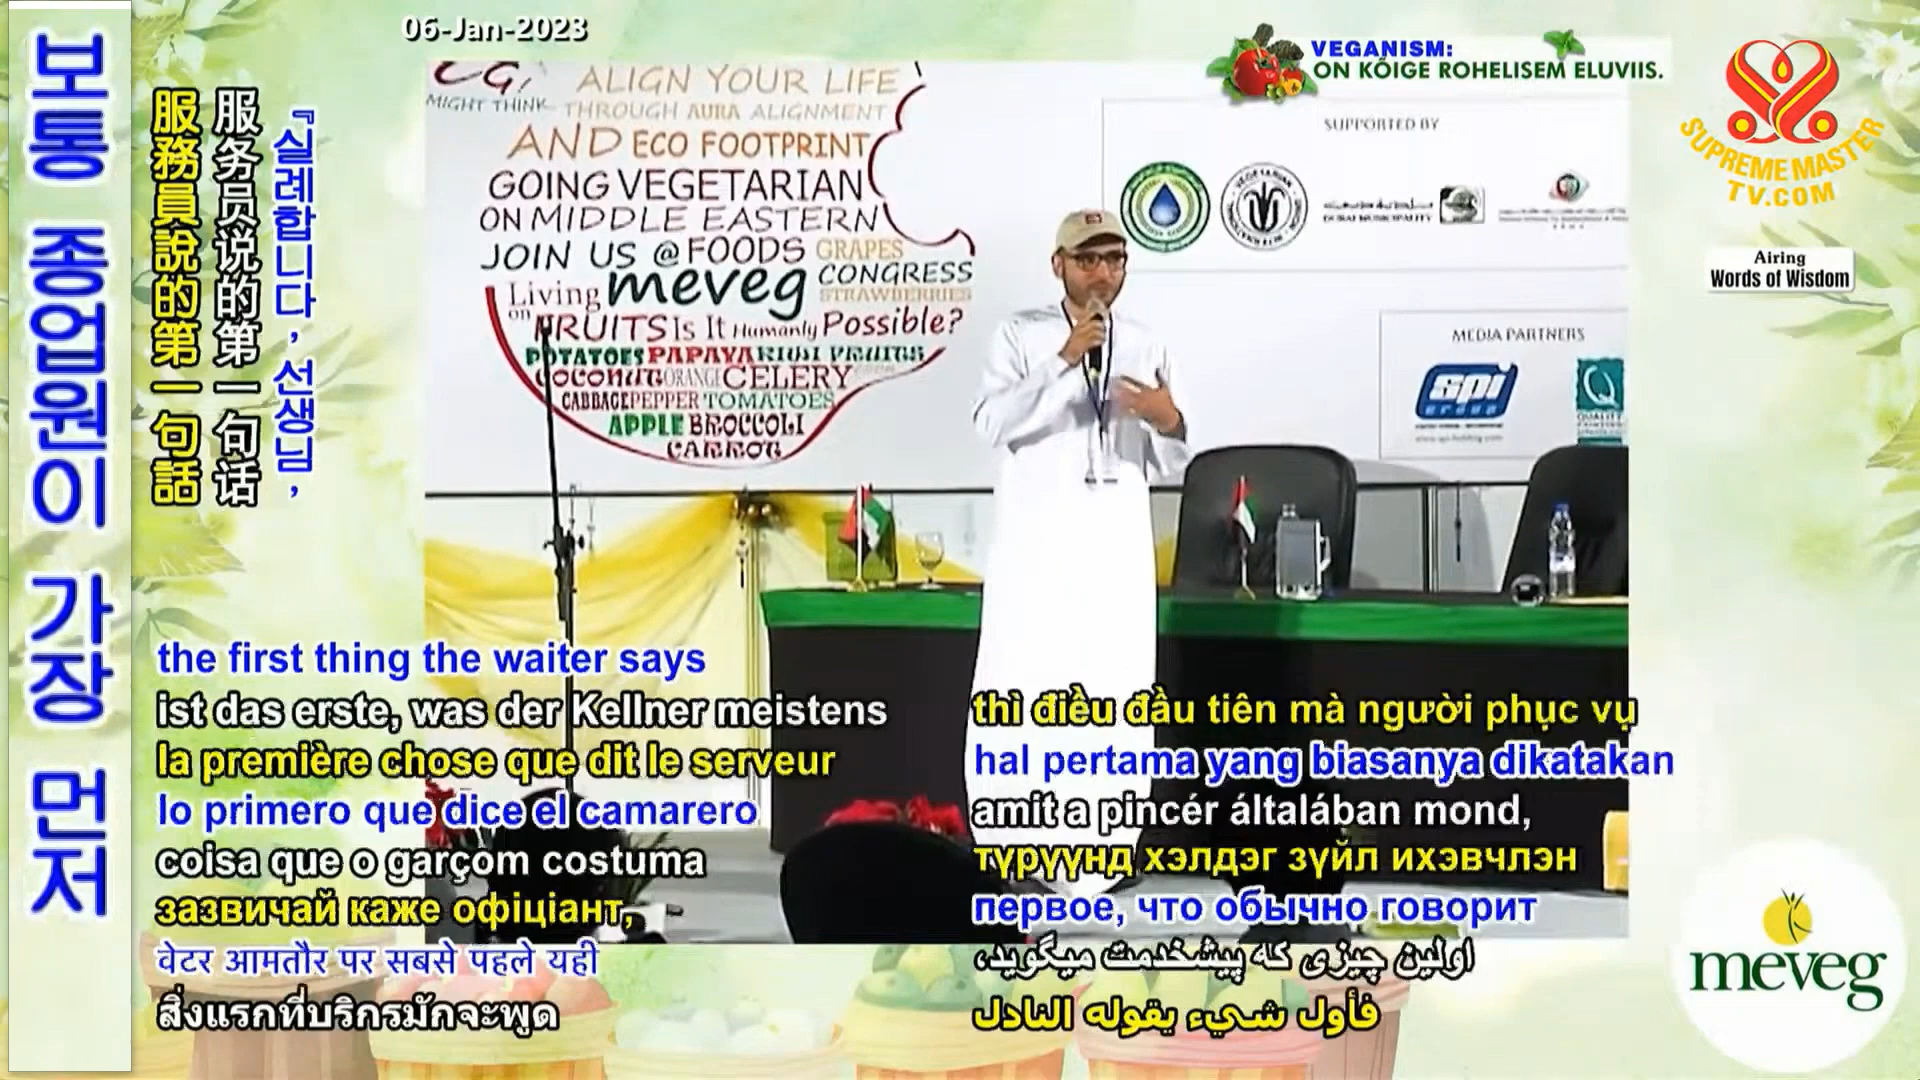 06-Jan-2023
VEGANISM:
ON KÕIGE ROHELISEM ELUVIIS.
SUPREME MASTER
TV.COM
Airing
Words of Wisdom
보통 종업원이 가장 먼저
服務員說的第一句話
服务员说的第一句话
『실례합니다, 선생님,
ALIGN YOUR LIFE
MIGHT THINK THROUGH AURA ALIGNMENT
AND ECO FOOTPRINT
GOING VEGETARIAN
ON MIDDLE EASTERN
JOIN US @ FOODS GRAPES
Living meveg CONGRESS
on STRAWBERRIES
FRUITS Is It Humanly Possible?
POTATOES PAPAYA KIWI FRUITS
COCONUT ORANGE CELERY
CABBAGE PEPPER TOMATOES
APPLE BROCCOLI
CARROT
SUPPORTED BY
DUBAI MUNICIPALITY
MEDIA PARTNERS
spi
group
Q
QUALITY
the first thing the waiter says
ist das erste, was der Kellner meistens
la première chose que dit le serveur
lo primero que dice el camarero
coisa que o garçom costuma
зазвичай каже офіціант,
वेटर आमतौर पर सबसे पहले यही
สิ่งแรกที่บริกรมักจะพูด
thì điều đầu tiên mà người phục vụ
hal pertama yang biasanya dikatakan
amit a pincér általában mond,
түрүүнд хэлдэг зүйл ихэвчлэн
первое, что обычно говорит
اولین چیزی که پیشخدمت میگوید،
فأول شيء يقوله النادل
meveg